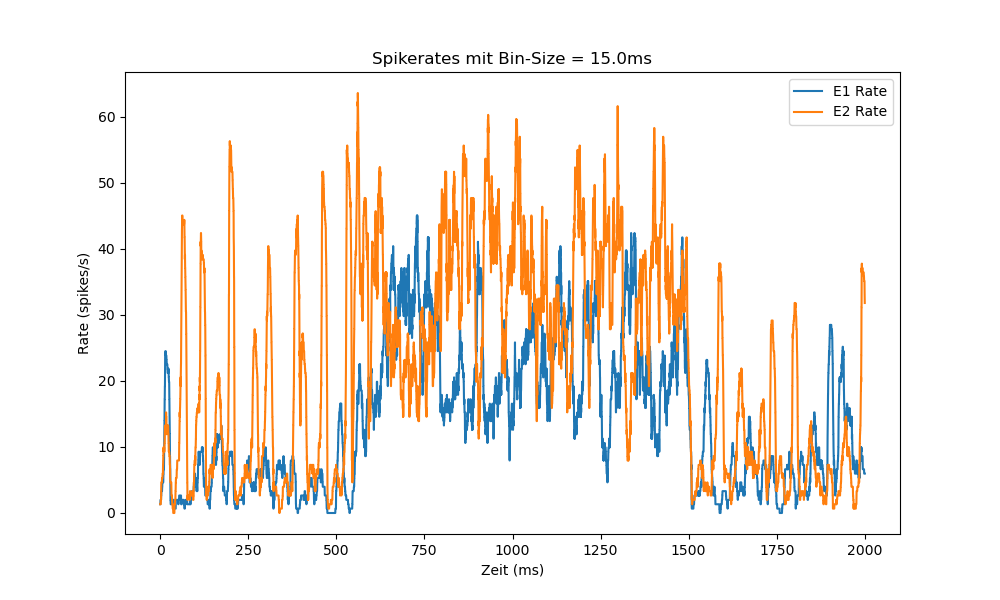 Spikerates mit Bin-Size = 15.0ms
E1 Rate
E2 Rate
Rate (spikes/s)
60
50
40
30
20
10
0
0 250 500 750 1000 1250 1500 1750 2000
Zeit (ms)